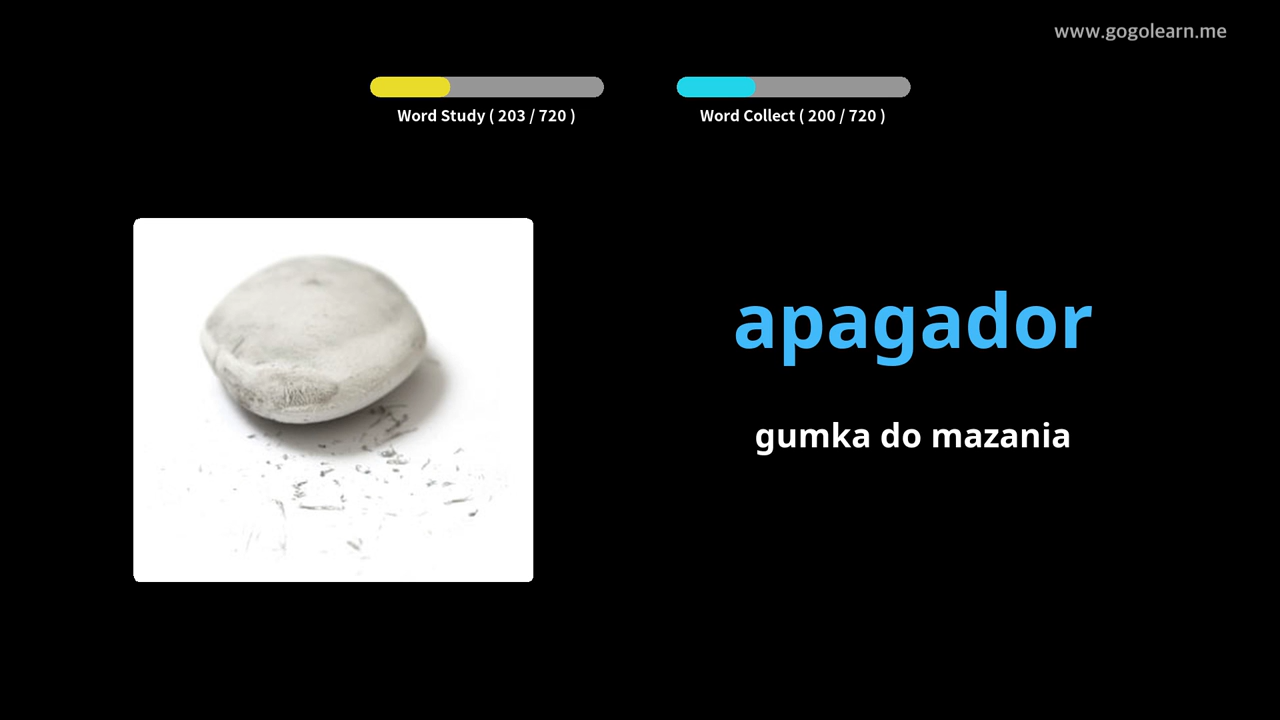 www.gogolearn.me
Word Study ( 203 / 720 )
Word Collect ( 200 / 720 )
apagador
gumka do mazania